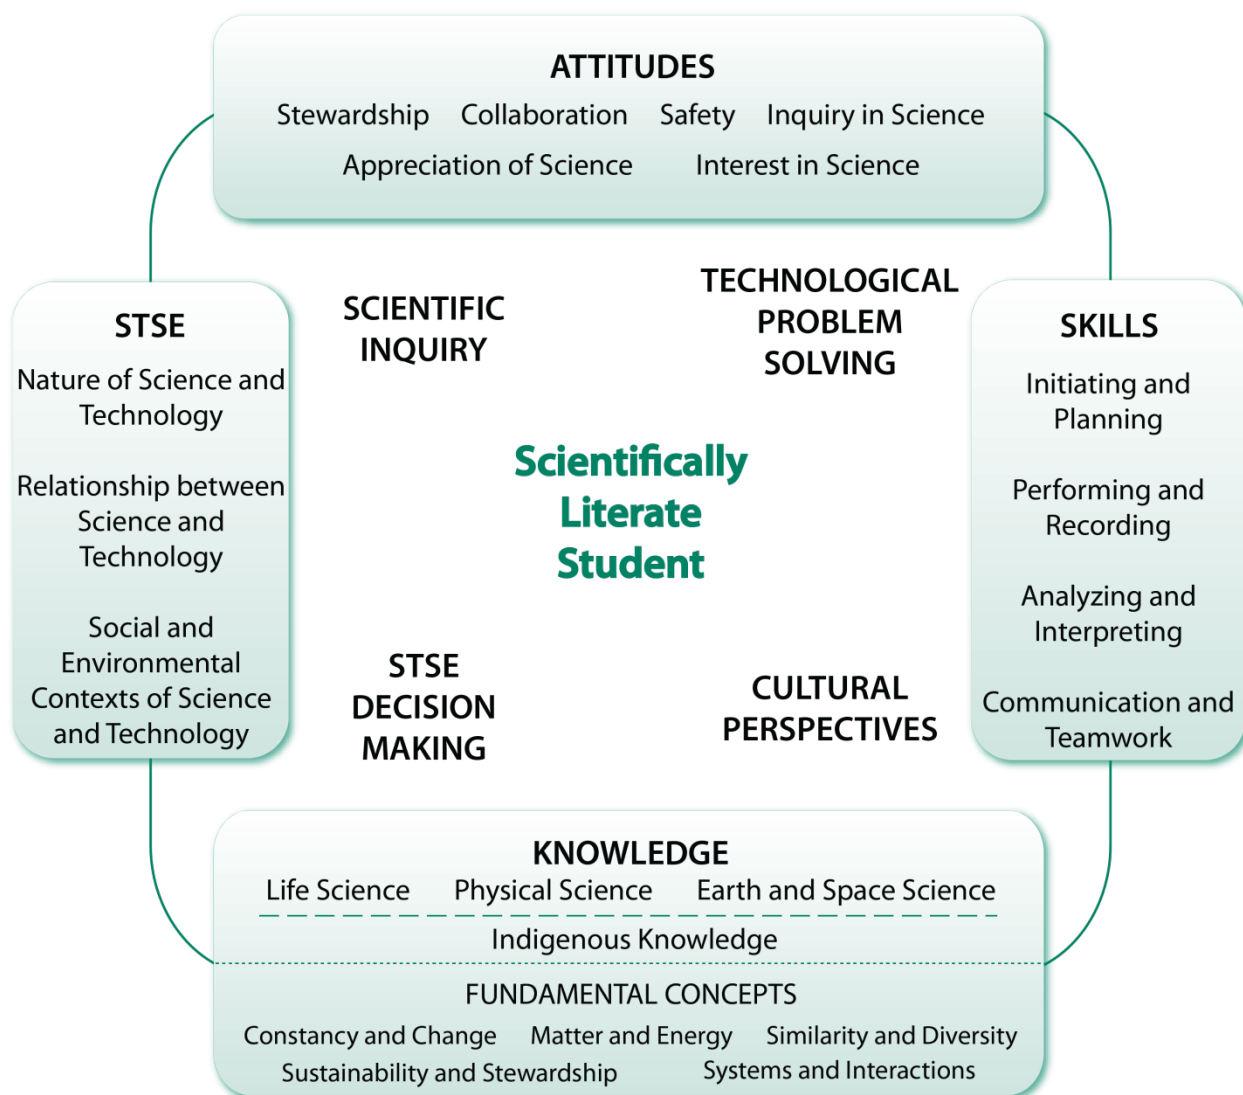 ATTITUDES
Stewardship Collaboration Safety Inquiry in Science
Appreciation of Science Interest in Science
STSE
Nature of Science and
Technology
Relationship between
Science and
Technology
Social and
Environmental
Contexts of Science
and Technology
SCIENTIFIC
INQUIRY
TECHNOLOGICAL
PROBLEM
SOLVING
Scientifically
Literate
Student
STSE
DECISION
MAKING
CULTURAL
PERSPECTIVES
SKILLS
Initiating and
Planning
Performing and
Recording
Analyzing and
Interpreting
Communication and
Teamwork
KNOWLEDGE
Life Science Physical Science Earth and Space Science
Indigenous Knowledge
FUNDAMENTAL CONCEPTS
Constancy and Change Matter and Energy Similarity and Diversity
Sustainability and Stewardship Systems and Interactions